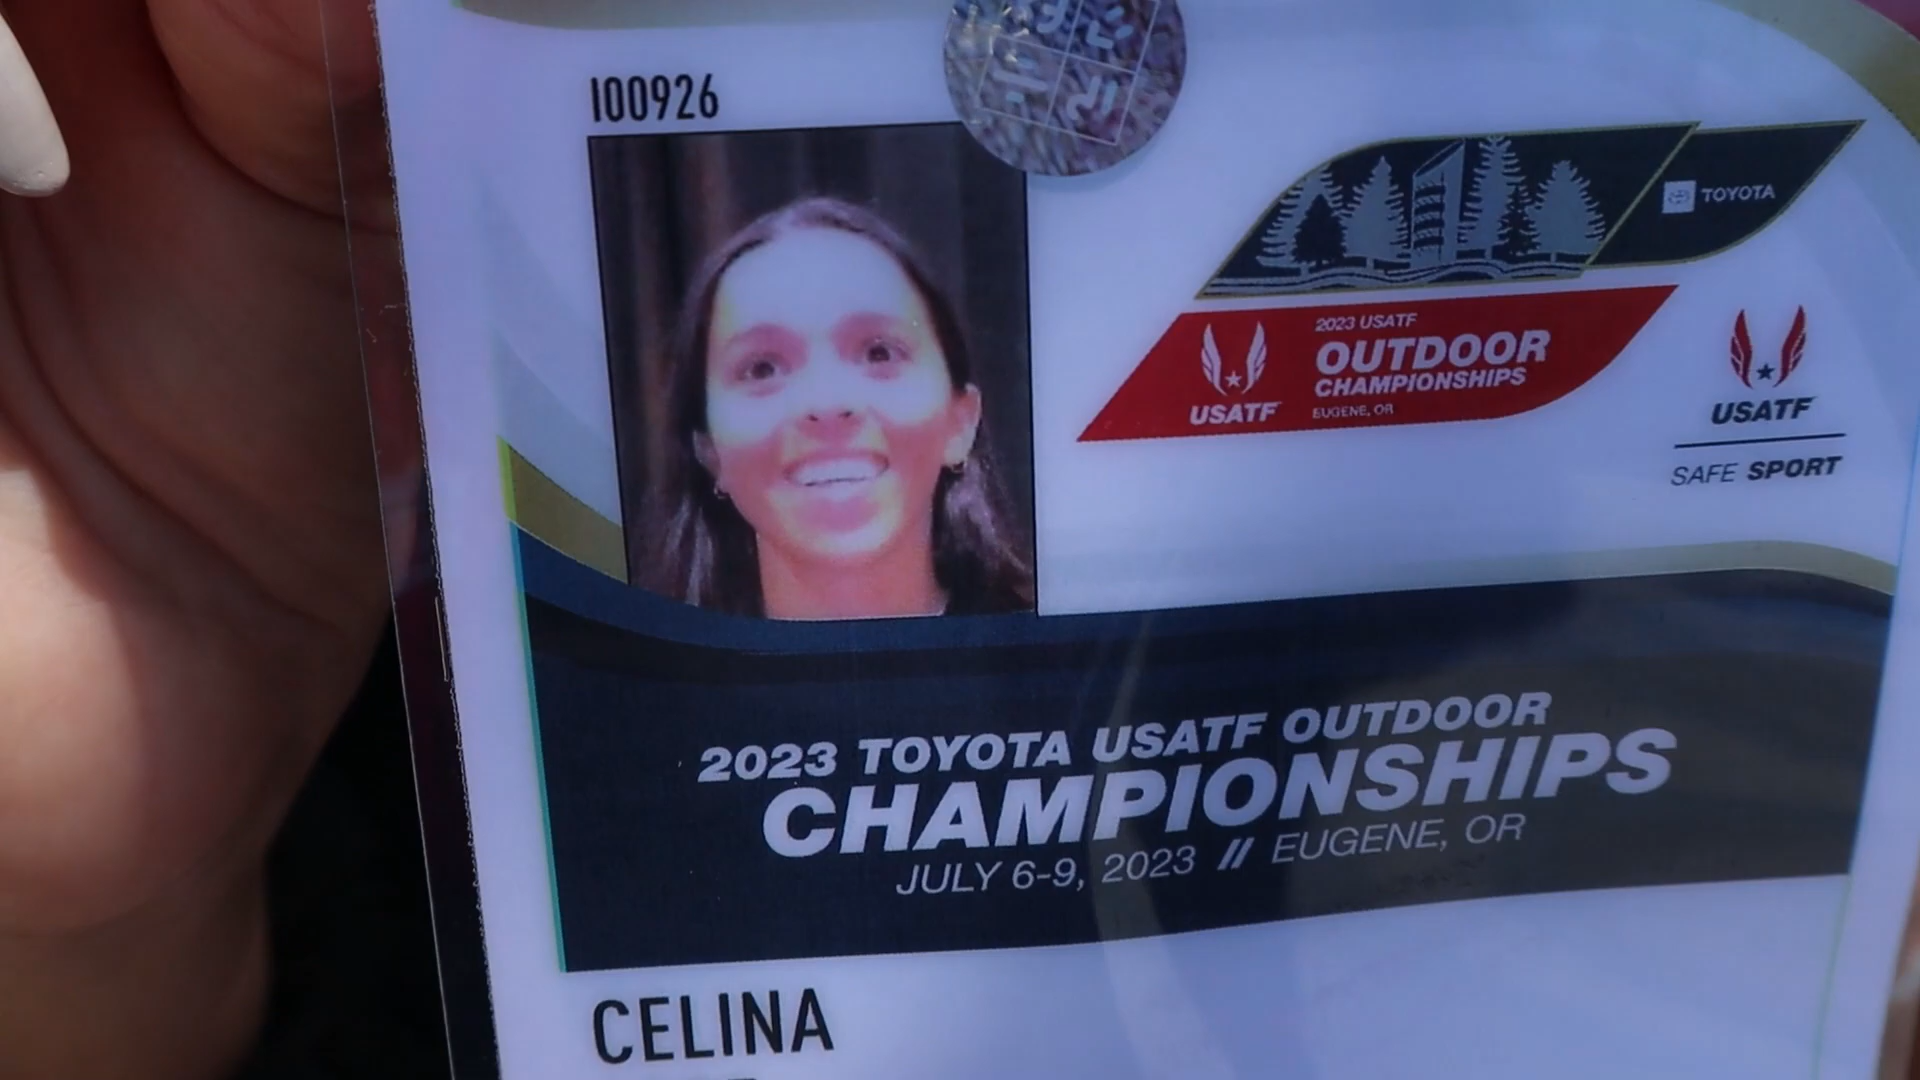 I00926
TOYOTA
2023 USATF
OUTDOOR
CHAMPIONSHIPS
EUGENE, OR
USATF
USATF
SAFE SPORT
2023 TOYOTA USATF OUTDOOR
CHAMPIONSHIPS
JULY 6-9, 2023 // EUGENE, OR
CELINA